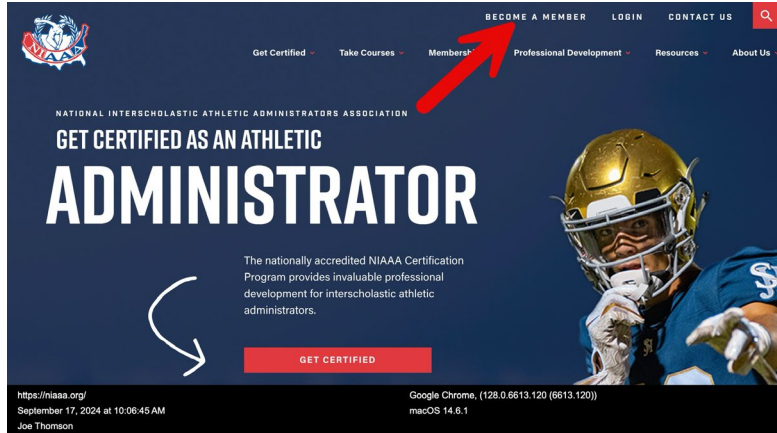 BECOME A MEMBER LOGIN CONTACT US
NIAAA
Get Certified Take Courses Professional Development Resources About Us
NATIONAL INTERSCHOLASTIC ATHLETIC ADMINISTRATORS ASSOCIATION
GET CERTIFIED AS AN ATHLETIC
ADMINISTRATOR
The nationally accredited NIAAA Certification
Program provides invaluable professional
development for interscholastic athletic
administrators.
GET CERTIFIED
https://niaaa.org/
September 17, 2024 at 10:06:45 AM
Joe Thomson
Google Chrome, (128.0.6613.120 (6613.120))
macOS 14.6.1